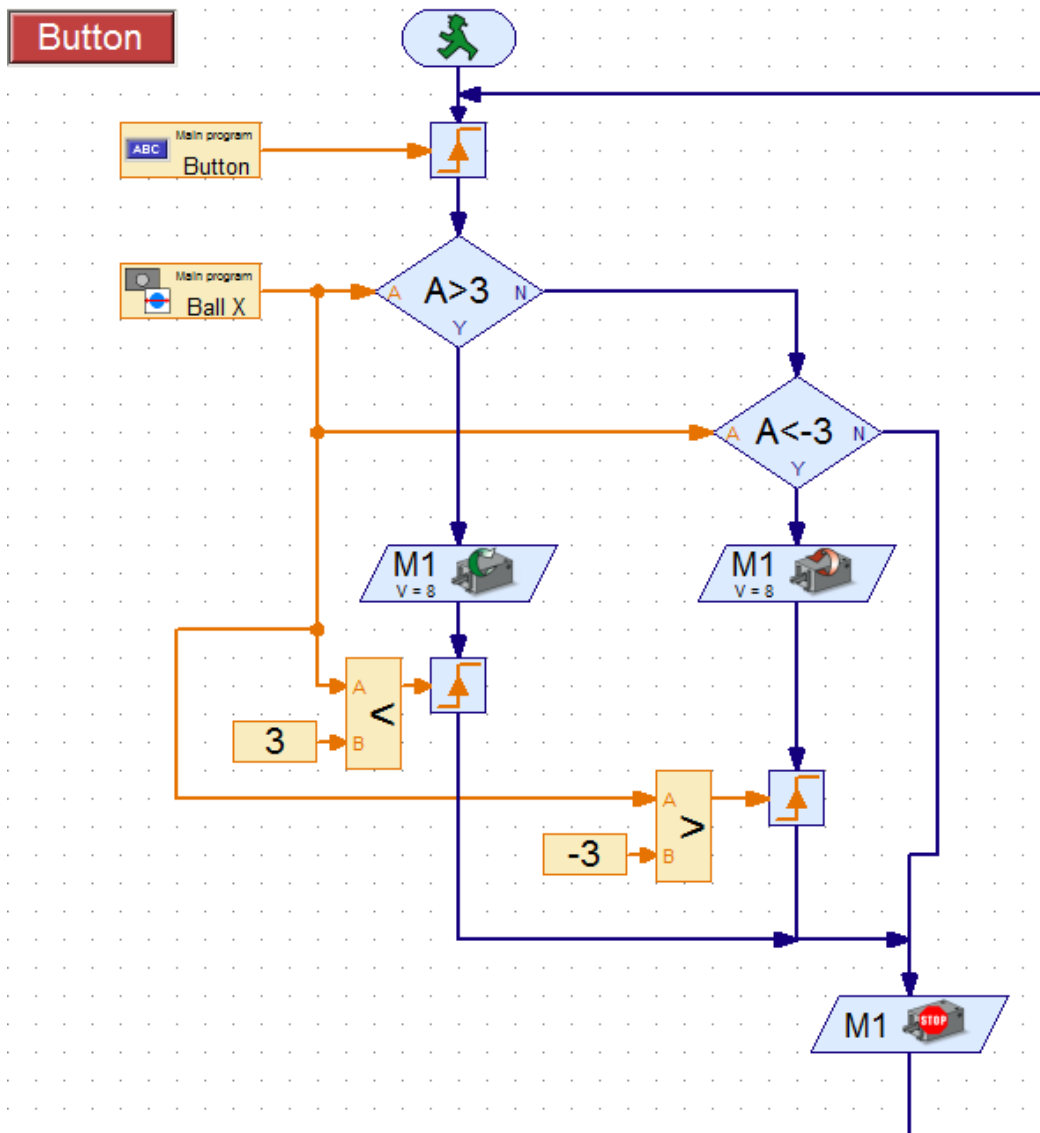 Button
Main program
ABC
Button
Main program
Ball X
A
A>3
N
Y
A
A<-3
N
Y
M1
V = 8
M1
V = 8
A
<
3
B
A
>
-3
B
M1
STOP